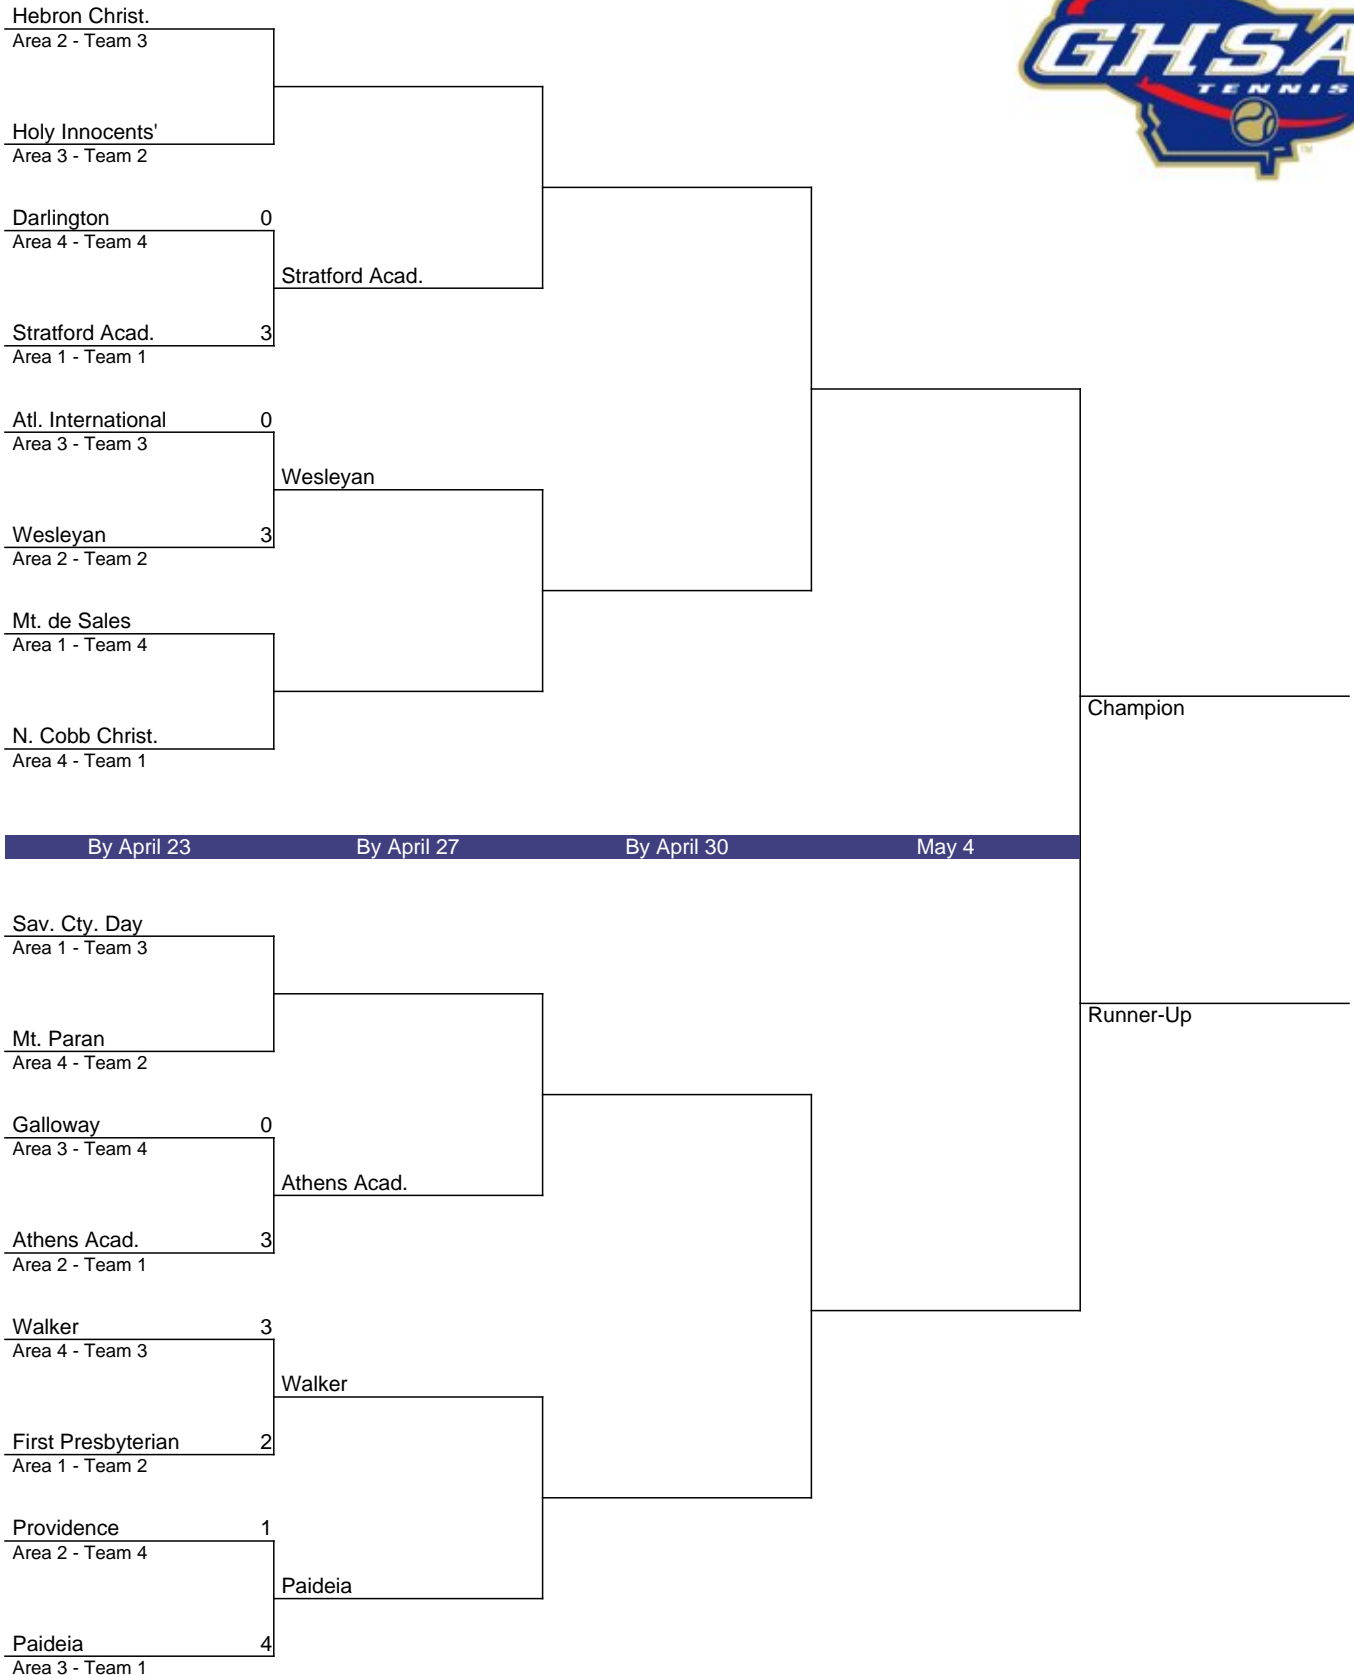 Hebron Christ.
Area 2 - Team 3
GHSA
TENNIS
TM
Holy Innocents'
Area 3 - Team 2
Darlington 0
Area 4 - Team 4
Stratford Acad.
Stratford Acad. 3
Area 1 - Team 1
Atl. International 0
Area 3 - Team 3
Wesleyan
Wesleyan 3
Area 2 - Team 2
Mt. de Sales
Area 1 - Team 4
Champion
N. Cobb Christ.
Area 4 - Team 1
By April 23 By April 27 By April 30 May 4
Sav. Cty. Day
Area 1 - Team 3
Runner-Up
Mt. Paran
Area 4 - Team 2
Galloway 0
Area 3 - Team 4
Athens Acad.
Athens Acad. 3
Area 2 - Team 1
Walker 3
Area 4 - Team 3
Walker
First Presbyterian 2
Area 1 - Team 2
Providence 1
Area 2 - Team 4
Paideia
Paideia 4
Area 3 - Team 1